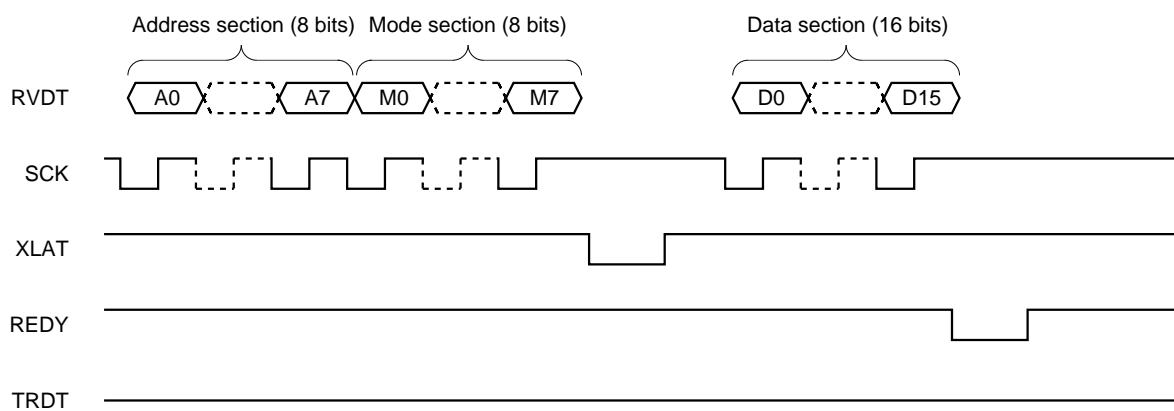 Address section (8 bits) Mode section (8 bits) Data section (16 bits)
RVDT A0 A7 M0 M7 D0 D15
SCK
XLAT
REDY
TRDT